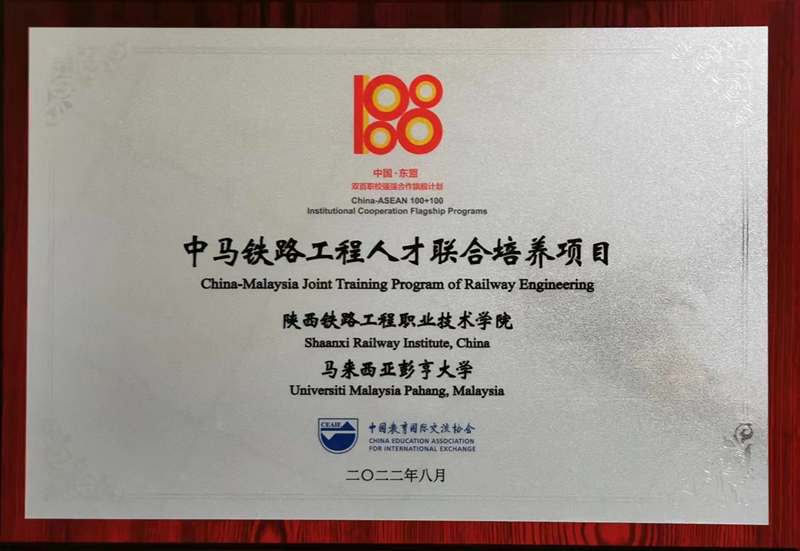 中国·东盟
双百职校强强合作旗舰计划
China-ASEAN 100+100
Institutional Cooperation Flagship Programs
中马铁路工程人才联合培养项目
China-Malaysia Joint Training Program of Railway Engineering
陕西铁路工程职业技术学院
Shaanxi Railway Institute, China
马来西亚彭亨大学
Universiti Malaysia Pahang, Malaysia
CEAIE
中国教育国际交流协会
CHINA EDUCATION ASSOCIATION
FOR INTERNATIONAL EXCHANGE
二〇二二年八月